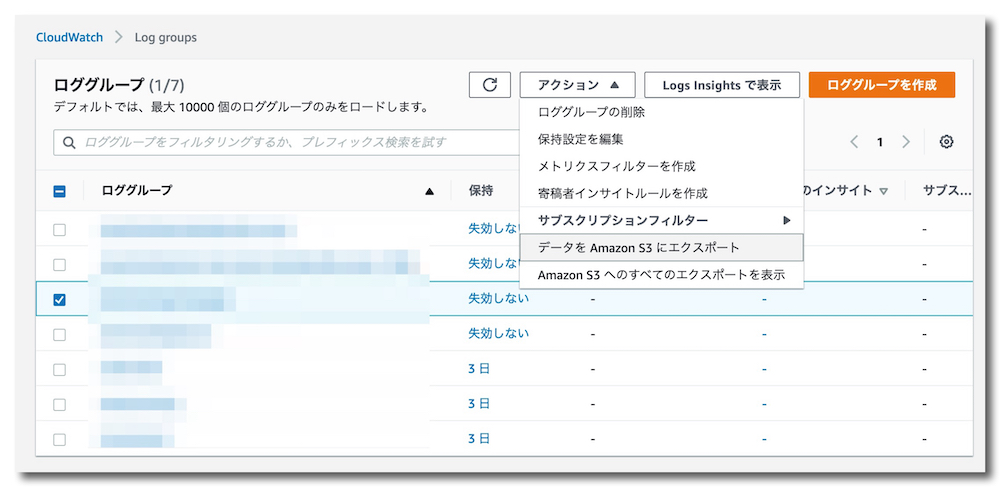 CloudWatch > Log groups
ロググループ (1/7)
デフォルトでは、最大 10000 個のロググループのみをロードします。
アクション
Logs Insights で表示
ロググループを作成
ロググループをフィルタリングするか、プレフィックス検索を試す
1
ロググループの削除
保持設定を編集
メトリクスフィルターを作成
寄稿者インサイトルールを作成
サブスクリプションフィルター
データを Amazon S3 にエクスポート
Amazon S3 へのすべてのエクスポートを表示
ロググループ 保持 のインサイト サブス...
失効しない -
失効し -
失効しない - - -
失効しない - - -
3 日 - - -
3 日 - - -
3 日 - - -